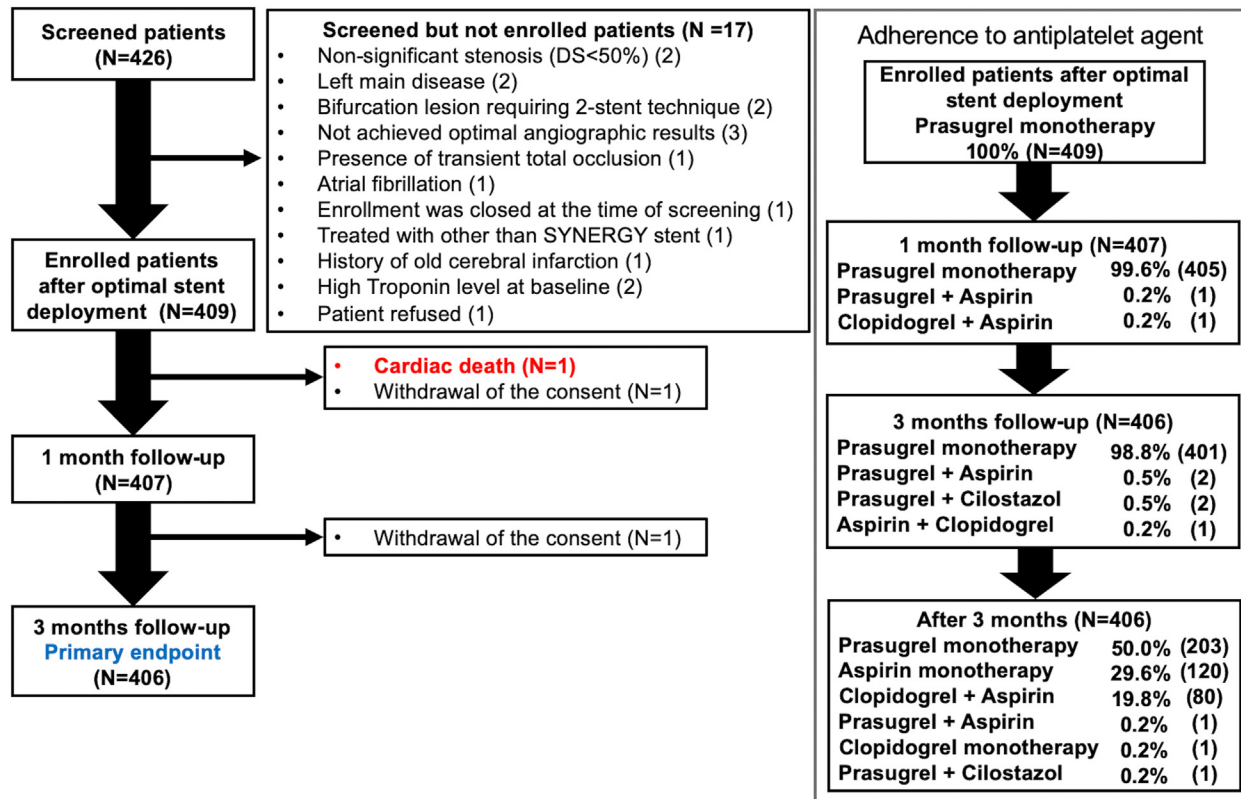 Screened patients
(N=426)
Screened but not enrolled patients (N =17)
• Non-significant stenosis (DS<50%) (2)
• Left main disease (2)
• Bifurcation lesion requiring 2-stent technique (2)
• Not achieved optimal angiographic results (3)
• Presence of transient total occlusion (1)
• Atrial fibrillation (1)
• Enrollment was closed at the time of screening (1)
• Treated with other than SYNERGY stent (1)
• History of old cerebral infarction (1)
• High Troponin level at baseline (2)
• Patient refused (1)
Enrolled patients
after optimal stent
deployment (N=409)
• Cardiac death (N=1)
• Withdrawal of the consent (N=1)
1 month follow-up
(N=407)
• Withdrawal of the consent (N=1)
3 months follow-up
Primary endpoint
(N=406)
Adherence to antiplatelet agent
Enrolled patients after optimal
stent deployment
Prasugrel monotherapy
100% (N=409)
1 month follow-up (N=407)
Prasugrel monotherapy 99.6% (405)
Prasugrel + Aspirin 0.2% (1)
Clopidogrel + Aspirin 0.2% (1)
3 months follow-up (N=406)
Prasugrel monotherapy 98.8% (401)
Prasugrel + Aspirin 0.5% (2)
Prasugrel + Cilostazol 0.5% (2)
Aspirin + Clopidogrel 0.2% (1)
After 3 months (N=406)
Prasugrel monotherapy 50.0% (203)
Aspirin monotherapy 29.6% (120)
Clopidogrel + Aspirin 19.8% (80)
Prasugrel + Aspirin 0.2% (1)
Clopidogrel monotherapy 0.2% (1)
Prasugrel + Cilostazol 0.2% (1)